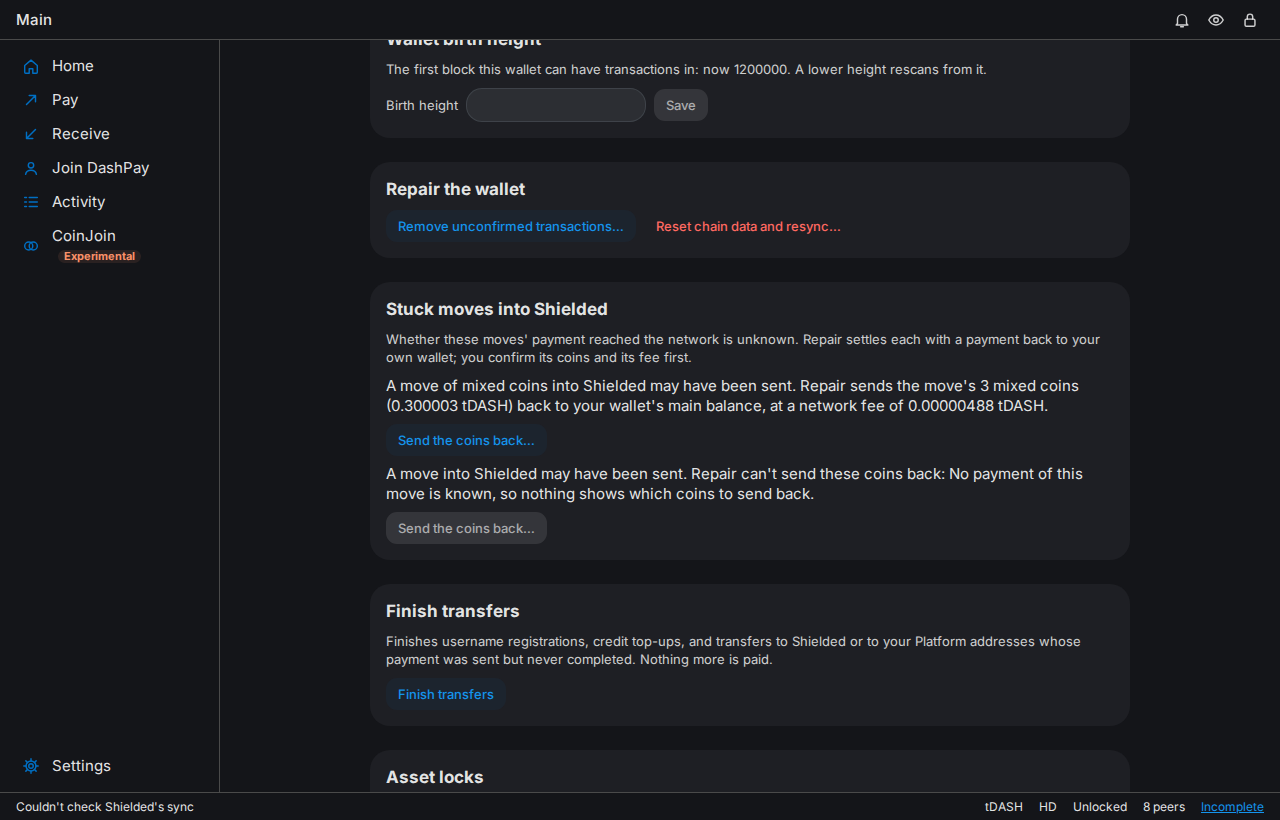 Main
Home
Pay
Receive
Join DashPay
Activity
CoinJoin
Experimental
Settings
Wallet birth height
The first block this wallet can have transactions in: now 1200000. A lower height rescans from it.
Birth height
Save
Repair the wallet
Remove unconfirmed transactions...
Reset chain data and resync...
Stuck moves into Shielded
Whether these moves' payment reached the network is unknown. Repair settles each with a payment back to your
own wallet; you confirm its coins and its fee first.
A move of mixed coins into Shielded may have been sent. Repair sends the move's 3 mixed coins
(0.300003 tDASH) back to your wallet's main balance, at a network fee of 0.00000488 tDASH.
Send the coins back...
A move into Shielded may have been sent. Repair can't send these coins back: No payment of this
move is known, so nothing shows which coins to send back.
Send the coins back...
Finish transfers
Finishes username registrations, credit top-ups, and transfers to Shielded or to your Platform addresses whose
payment was sent but never completed. Nothing more is paid.
Finish transfers
Asset locks
Couldn't check Shielded's sync
tDASH
HD
Unlocked
8 peers
Incomplete